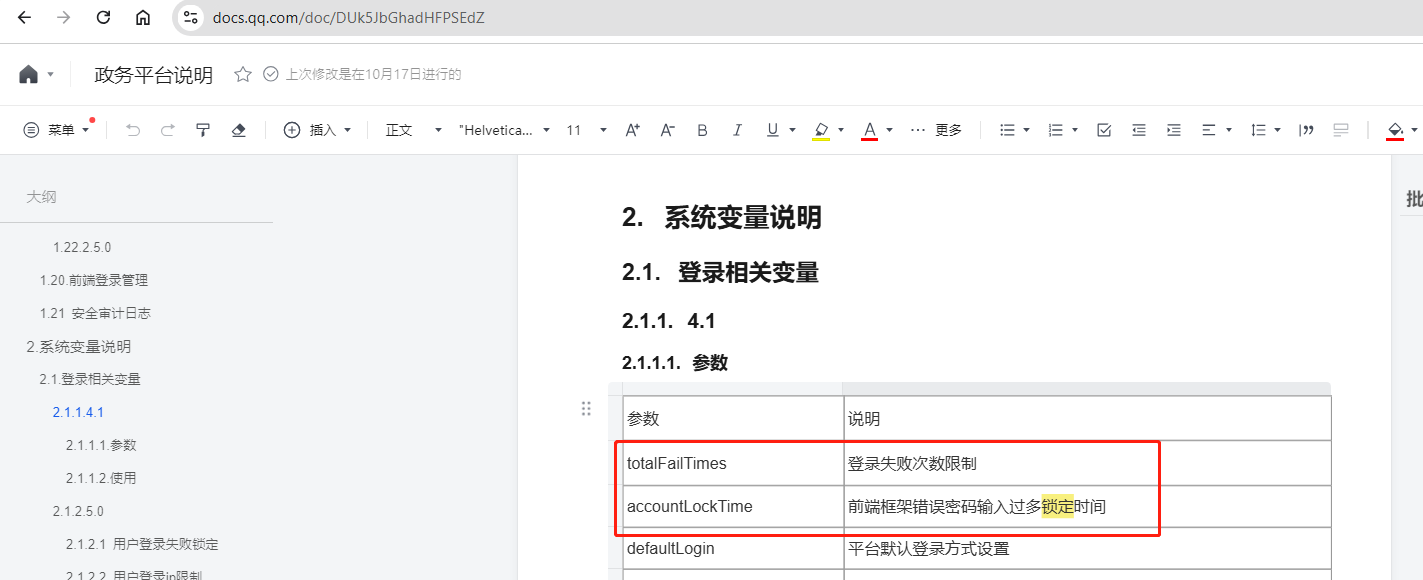 docs.qq.com/doc/DUk5JbGhadHFPSEdZ
政务平台说明 上次修改是在10月17日进行的
菜单 插入 正文 "Helvetica... 11 A+ A- B I U A ··· 更多
大纲
1.22.2.5.0
1.20.前端登录管理
1.21 安全审计日志
2.系统变量说明
2.1.登录相关变量
2.1.1.4.1
2.1.1.1.参数
2.1.1.2.使用
2.1.2.5.0
2.1.2.1 用户登录失败锁定
2.1.2.2 用户登录ip限制
2. 系统变量说明
2.1. 登录相关变量
2.1.1. 4.1
2.1.1.1. 参数
参数 说明
totalFailTimes 登录失败次数限制
accountLockTime 前端框架错误密码输入过多锁定时间
defaultLogin 平台默认登录方式设置
批